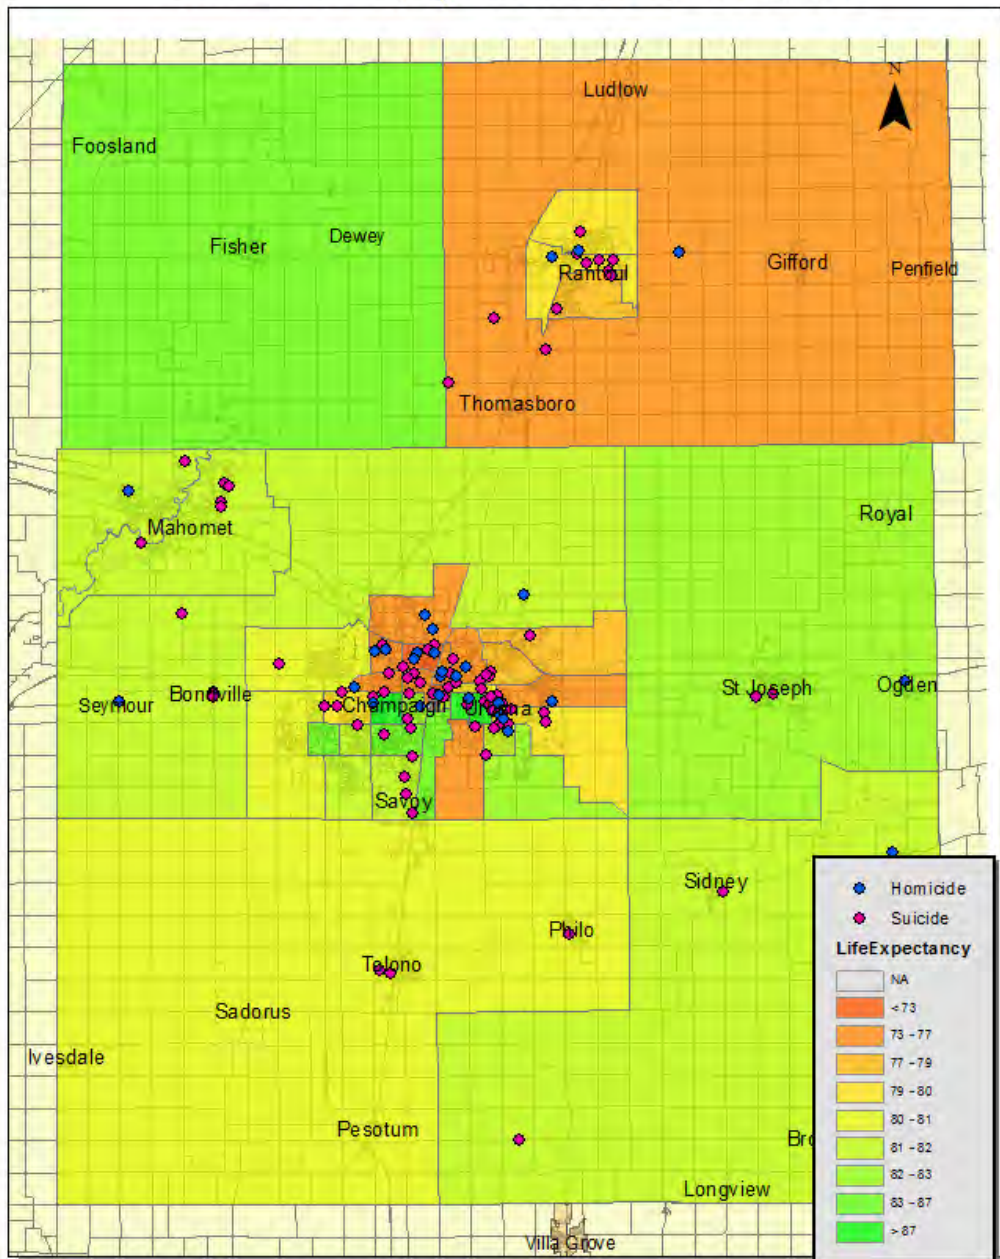 N
Ludlow
Foosland
Fisher
Dewey
Rantoul
Gifford
Penfield
Thomasboro
Royal
Mahomet
Seymour
Bondville
Champaign
Urbana
St Joseph
Ogden
Savoy
Sidney
Philo
Tolono
Sadorus
Ivesdale
Pesotum
Bro
Longview
Villa Grove
Homicide
Suicide
LifeExpectancy
NA
<73
73 - 77
77 - 79
79 - 80
80 - 81
81 - 82
82 - 83
83 - 87
> 87